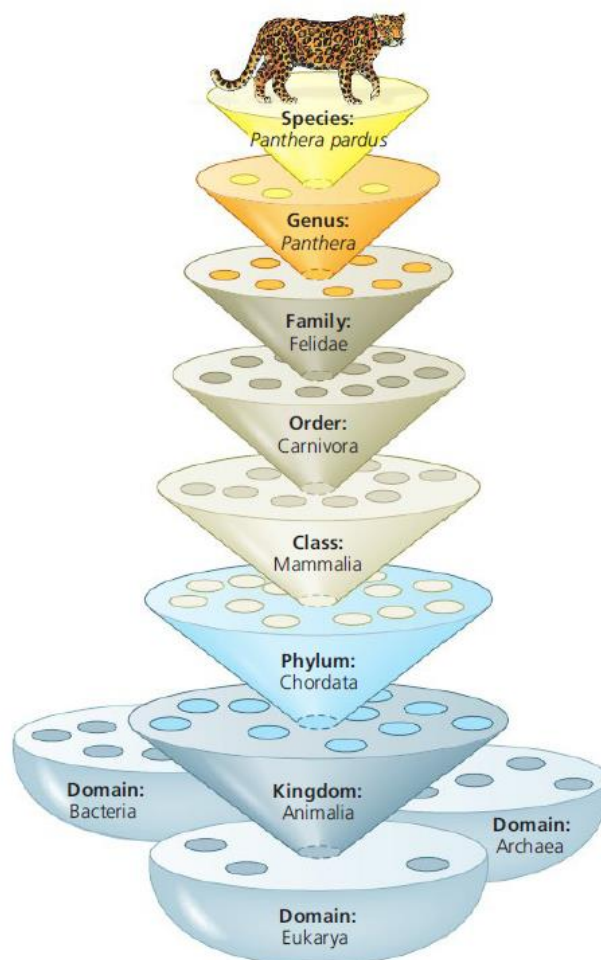 Species:
Panthera pardus
Genus:
Panthera
Family:
Felidae
Order:
Carnivora
Class:
Mammalia
Phylum:
Chordata
Domain:
Bacteria
Kingdom:
Animalia
Domain:
Archaea
Domain:
Eukarya